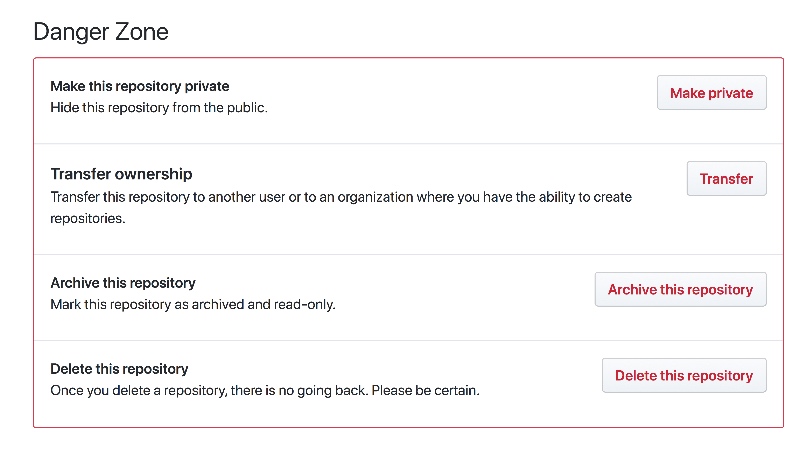 Danger Zone
Make this repository private
Make private
Hide this repository from the public.
Transfer ownership
Transfer
Transfer this repository to another user or to an organization where you have the ability to create
repositories.
Archive this repository
Archive this repository
Mark this repository as archived and read-only.
Delete this repository
Delete this repository
Once you delete a repository, there is no going back. Please be certain.